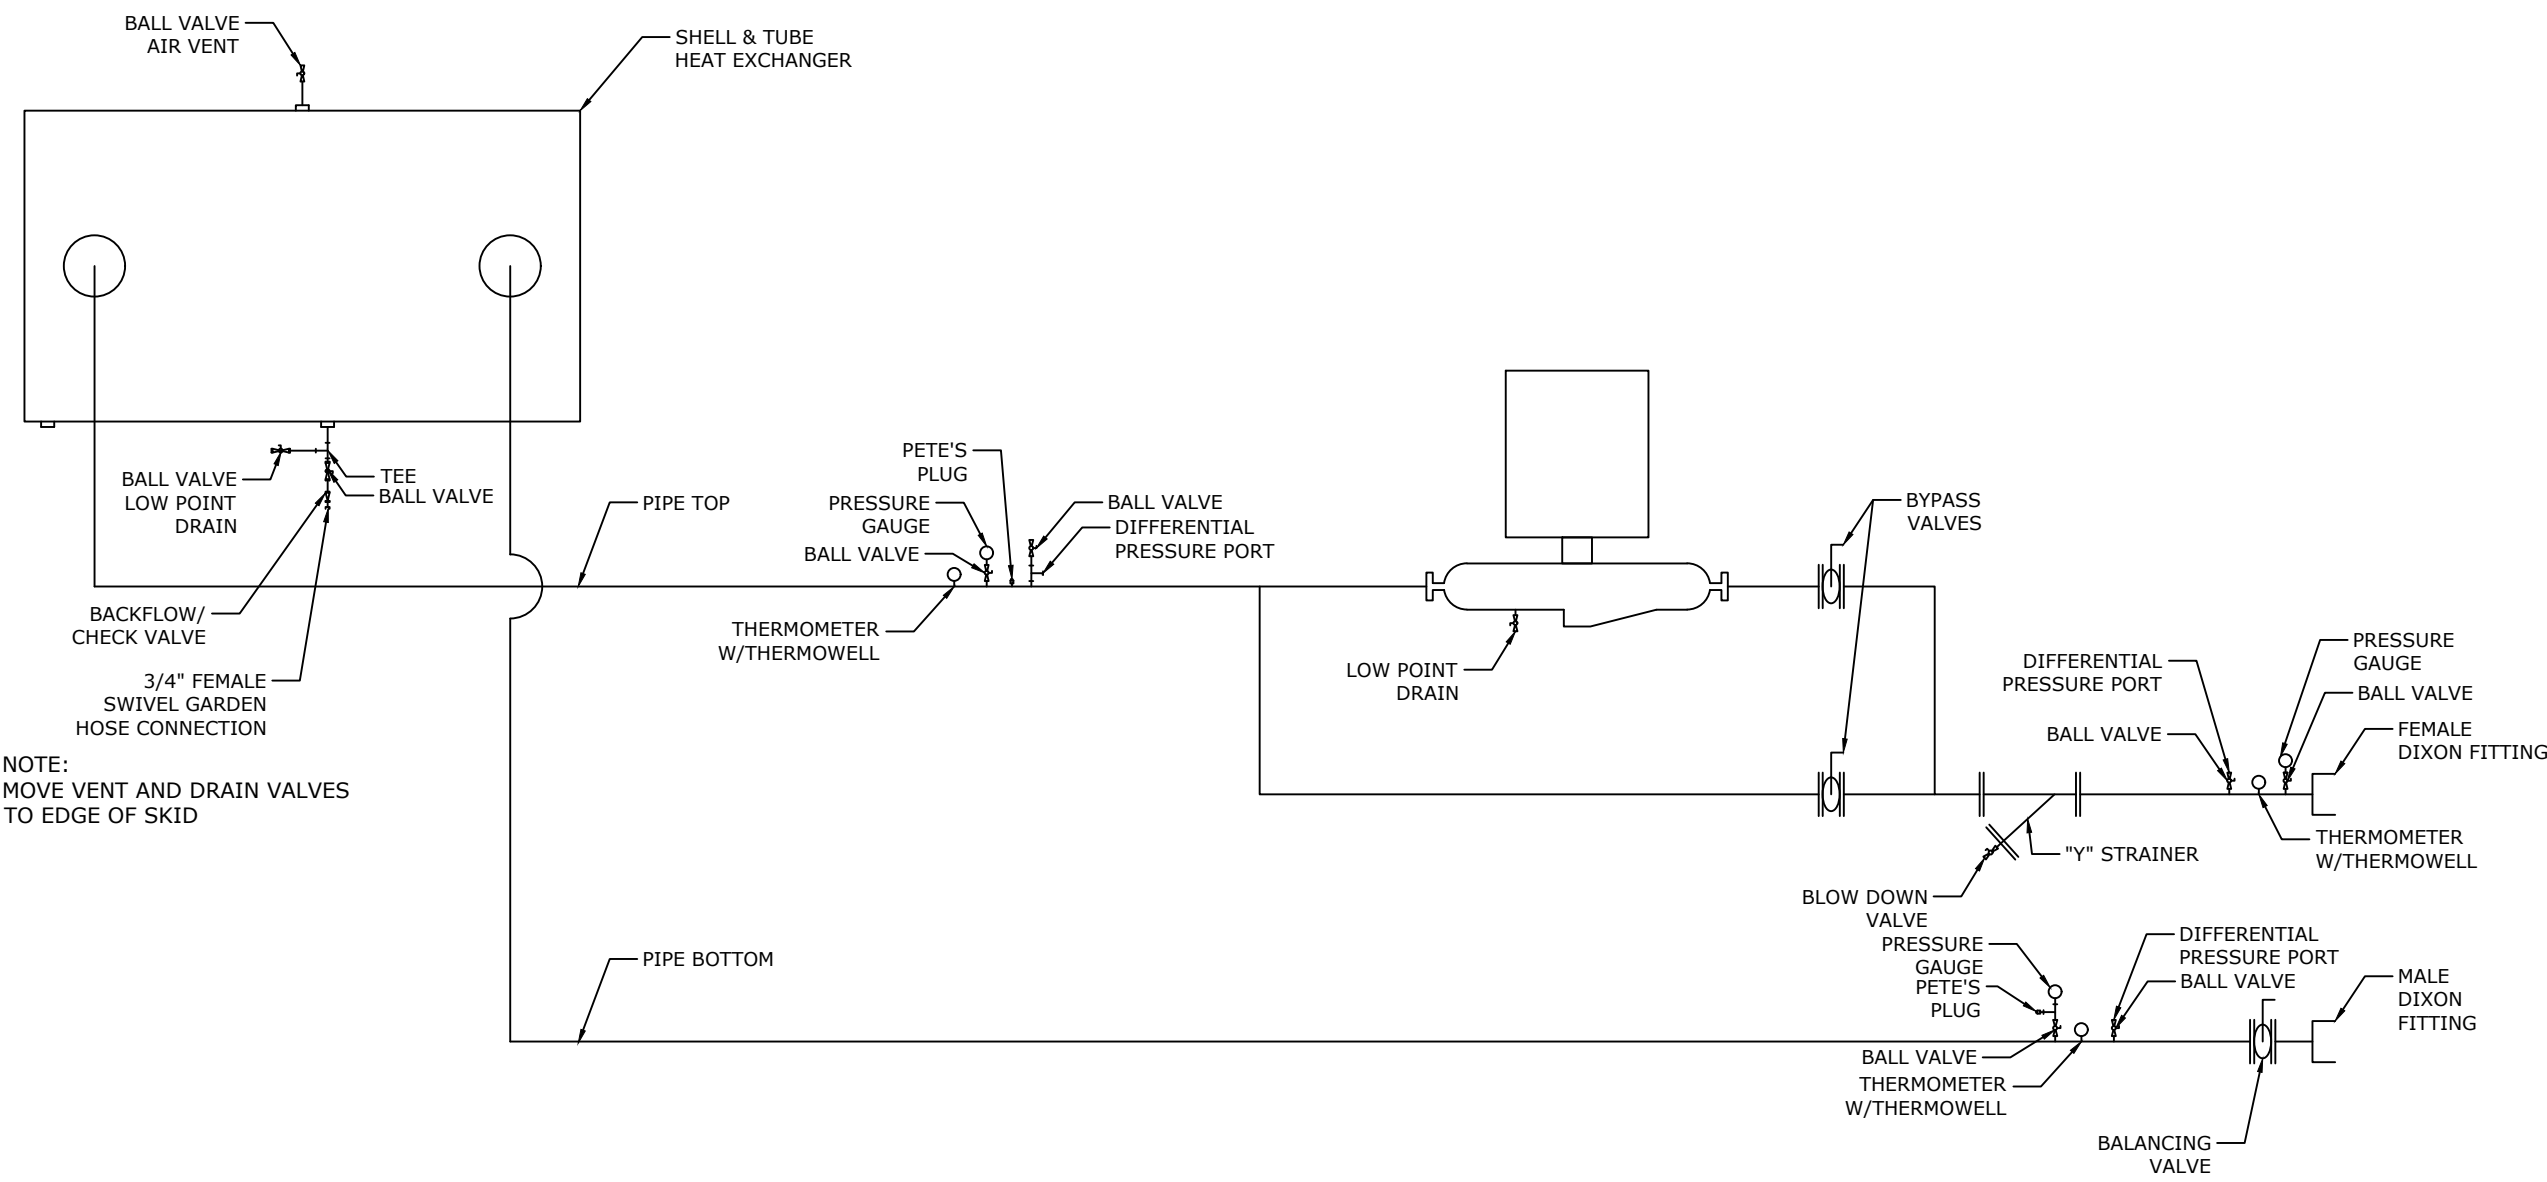 BALL VALVE
AIR VENT
SHELL & TUBE
HEAT EXCHANGER
BALL VALVE
LOW POINT
DRAIN
TEE
BALL VALVE
BACKFLOW/
CHECK VALVE
3/4" FEMALE
SWIVEL GARDEN
HOSE CONNECTION
NOTE:
MOVE VENT AND DRAIN VALVES
TO EDGE OF SKID
PIPE TOP
PETE'S
PLUG
PRESSURE
GAUGE
BALL VALVE
BALL VALVE
DIFFERENTIAL
PRESSURE PORT
THERMOMETER
W/THERMOWELL
LOW POINT
DRAIN
BYPASS
VALVES
DIFFERENTIAL
PRESSURE PORT
BALL VALVE
PRESSURE
GAUGE
BALL VALVE
FEMALE
DIXON FITTING
THERMOMETER
W/THERMOWELL
"Y" STRAINER
BLOW DOWN
VALVE
PIPE BOTTOM
PRESSURE
GAUGE
PETE'S
PLUG
BALL VALVE
THERMOMETER
W/THERMOWELL
DIFFERENTIAL
PRESSURE PORT
BALL VALVE
MALE
DIXON
FITTING
BALANCING
VALVE